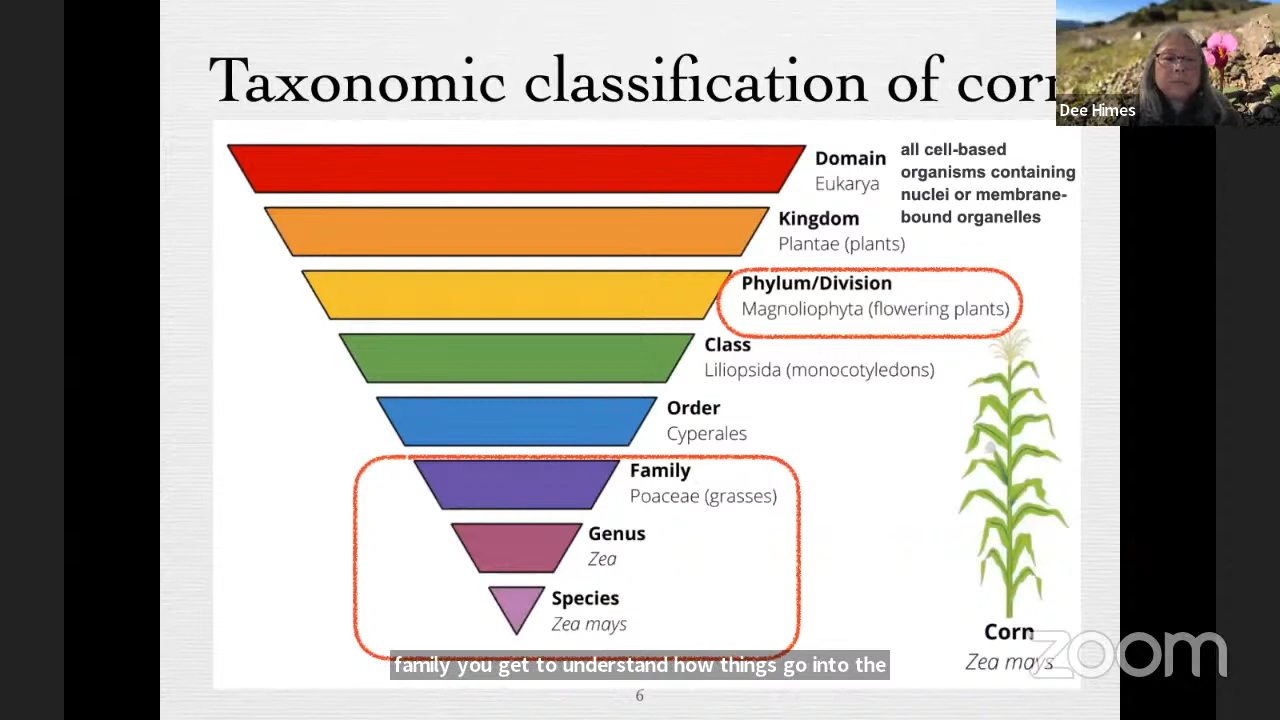 Taxonomic classification of corn
Dee Himes
Domain
Eukarya
all cell-based
organisms containing
nuclei or membrane-
bound organelles
Kingdom
Plantae (plants)
Phylum/Division
Magnoliophyta (flowering plants)
Class
Liliopsida (monocotyledons)
Order
Cyperales
Family
Poaceae (grasses)
Genus
Zea
Species
Zea mays
Corn
Zea mays
zoom
family you get to understand how things go into the
6